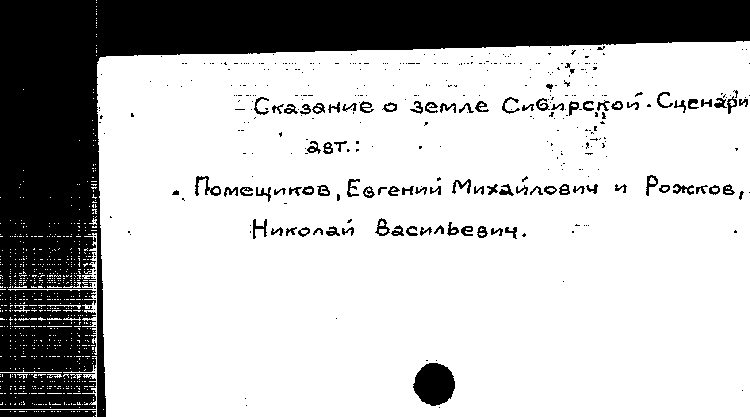 Сказание о земле Сибирской. Сценари
авт.:
Помещиков, Евгений Михайлович и Рожков,
Николай Васильевич.